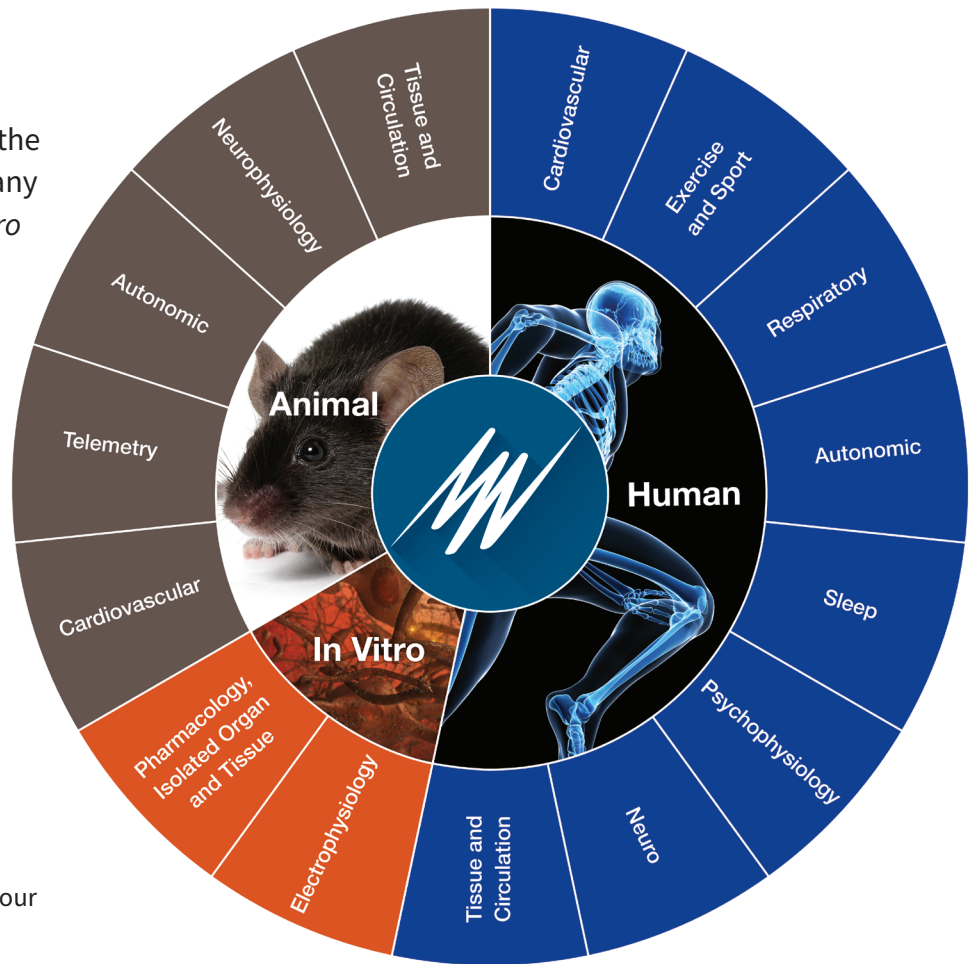 the
any
ro
our
Cardiovascular
Exercise
and Sport
Respiratory
Autonomic
Sleep
Psychophysiology
Neuro
Tissue and
Circulation
Electrophysiology
Pharmacology,
Isolated Organ
and Tissue
Cardiovascular
Telemetry
Autonomic
Neurophysiology
Tissue and
Circulation
Animal
Human
In Vitro